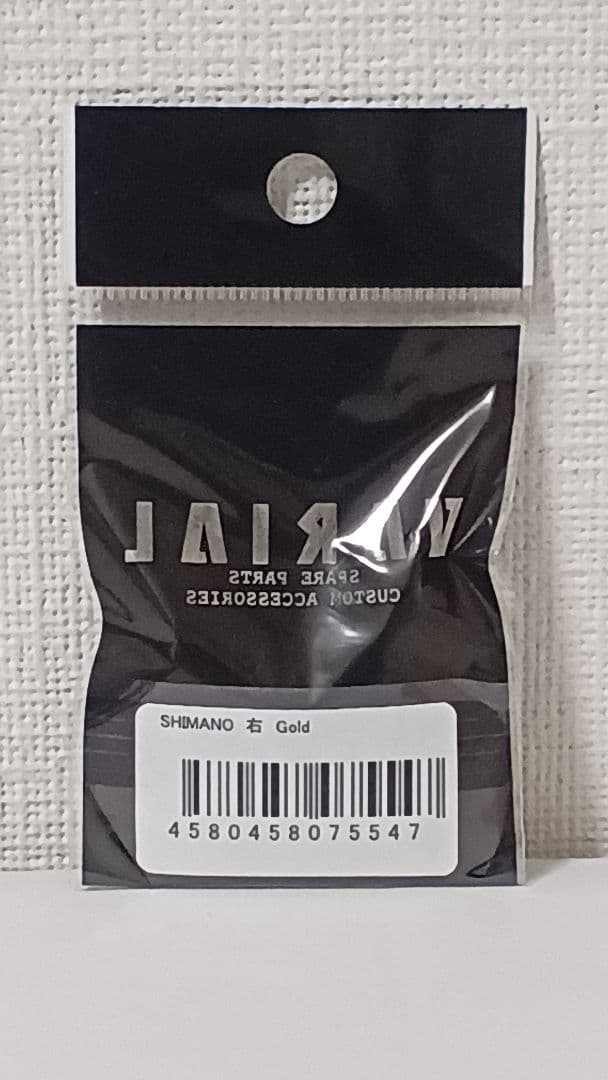 VARIAL
SPARE PARTS
CUSTOM ACCESSORIES
SHIMANO 右 Gold
4580458075547